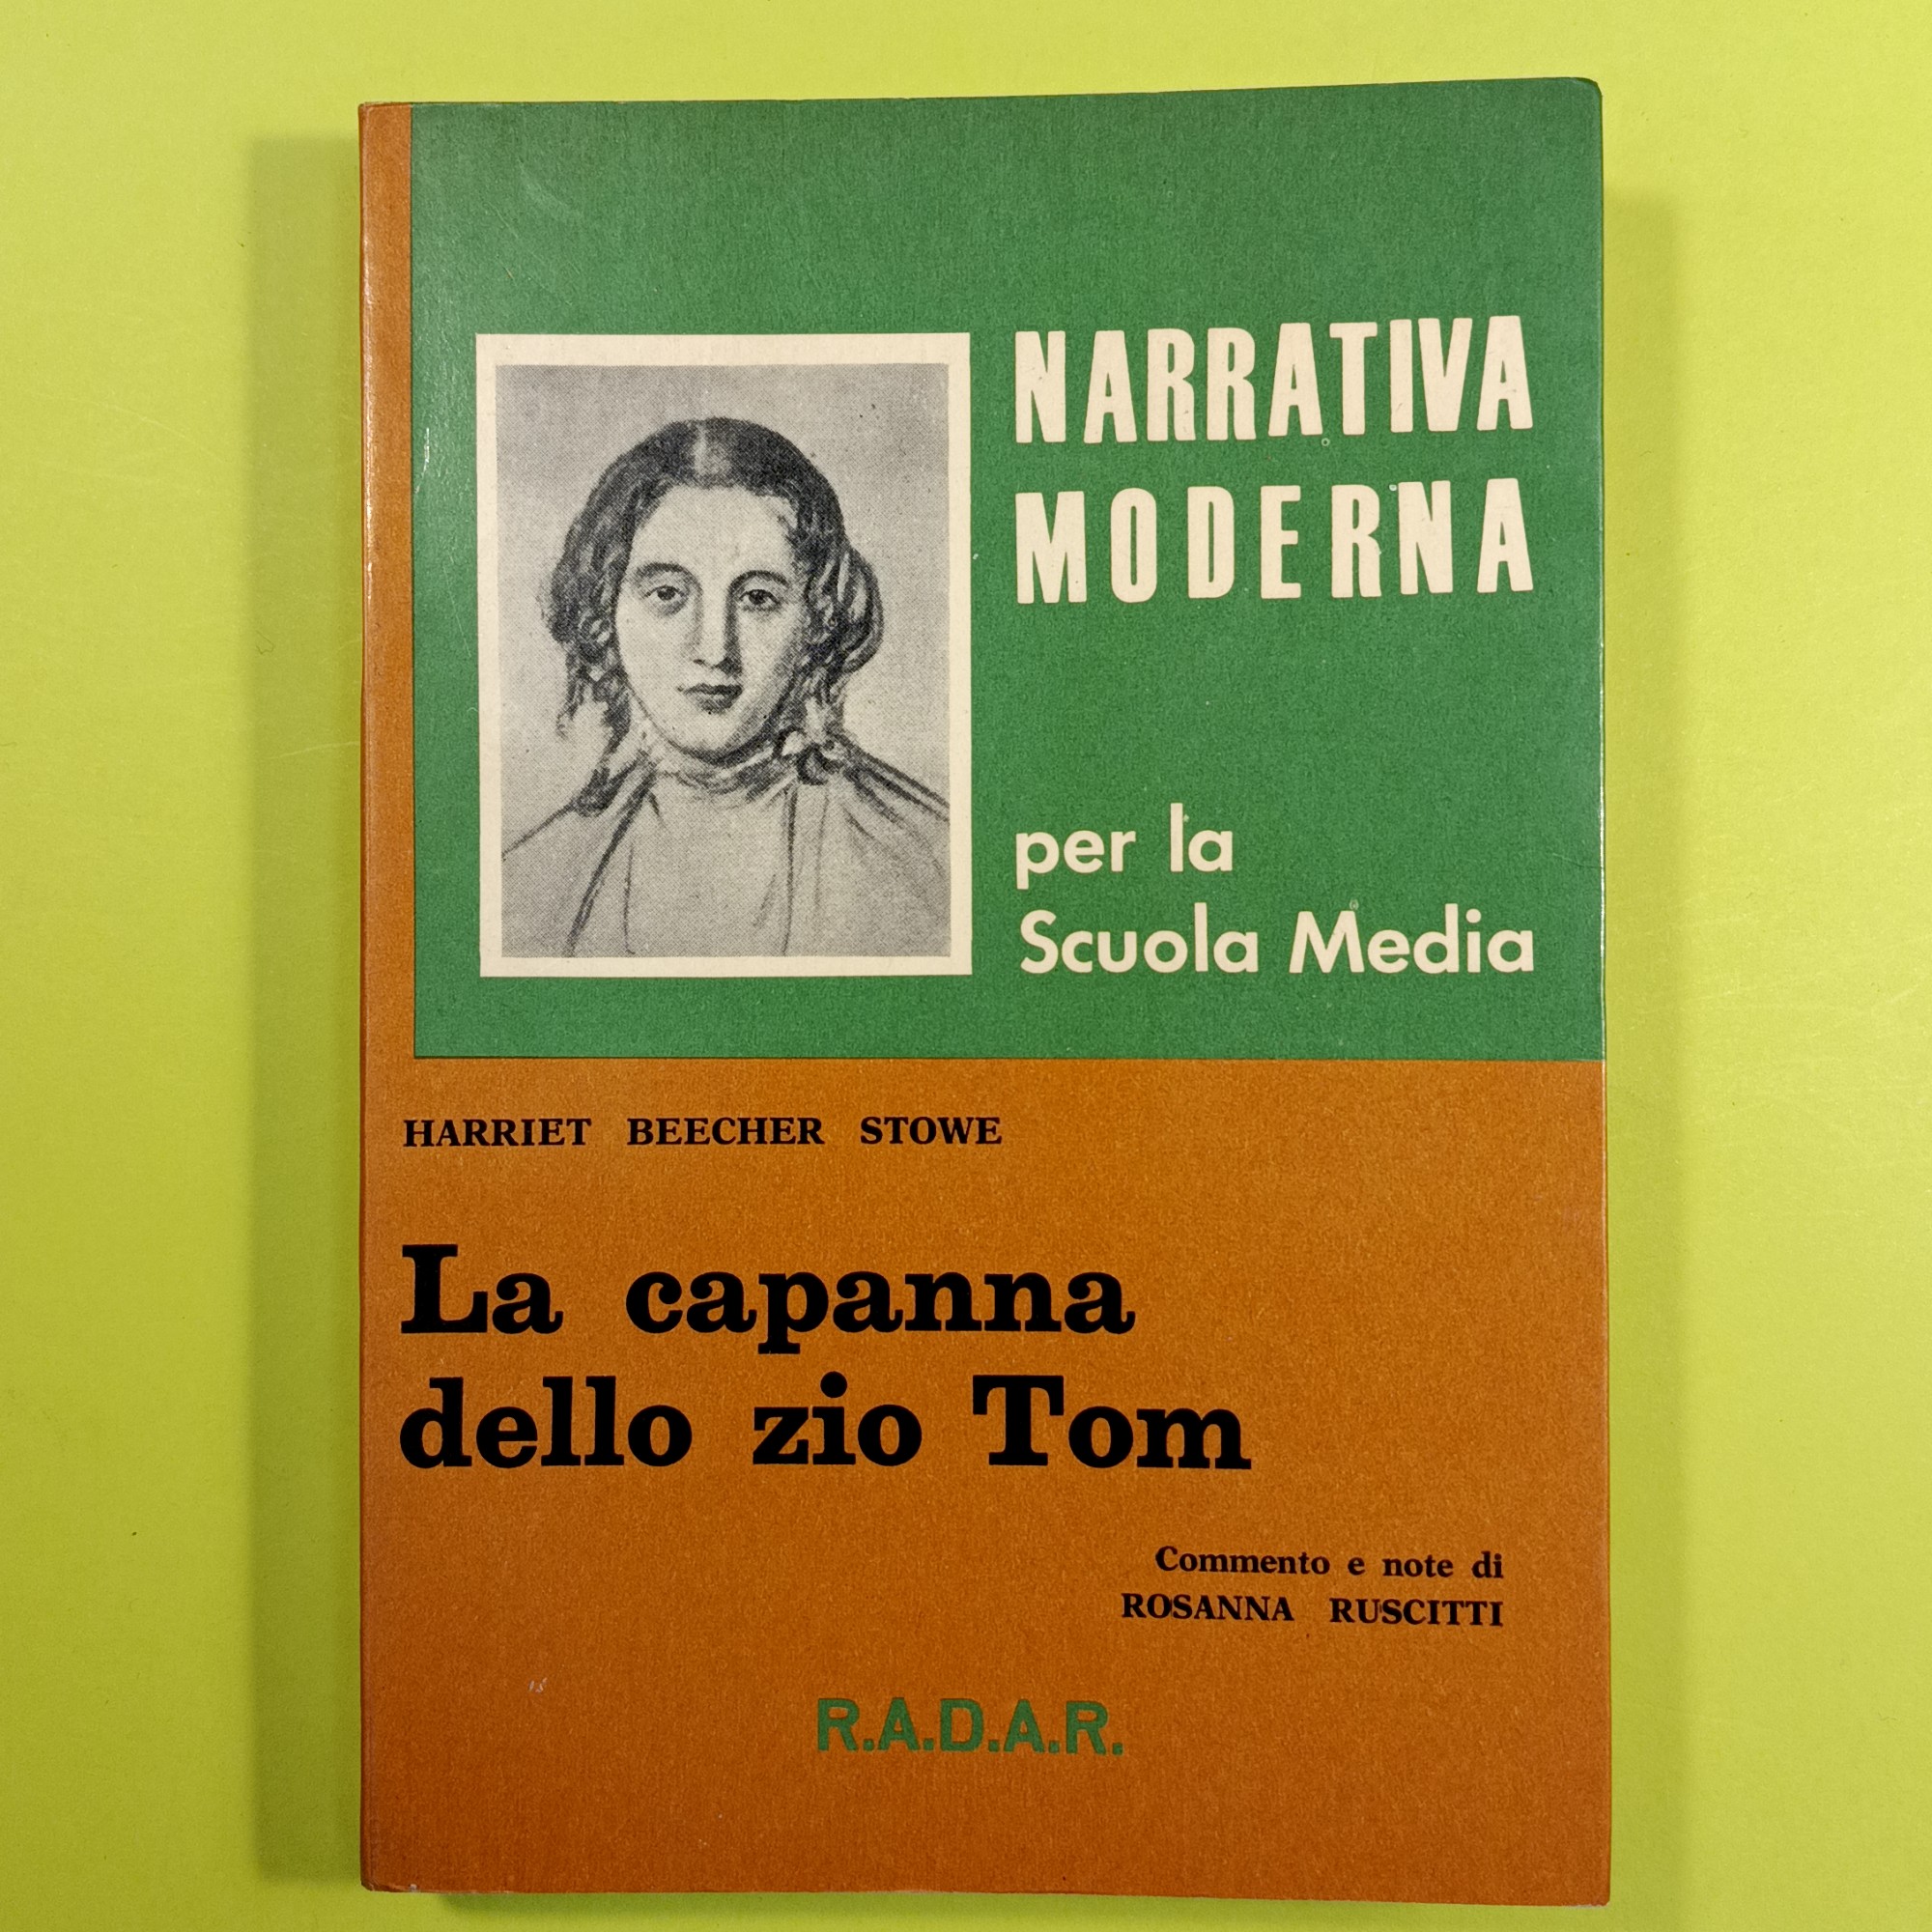 NARRATIVA
MODERNA
per la
Scuola Media
HARRIET BEECHER STOWE
La capanna
dello zio Tom
Commento e note di
ROSANNA RUSCITTI
R.A.D.A.R.